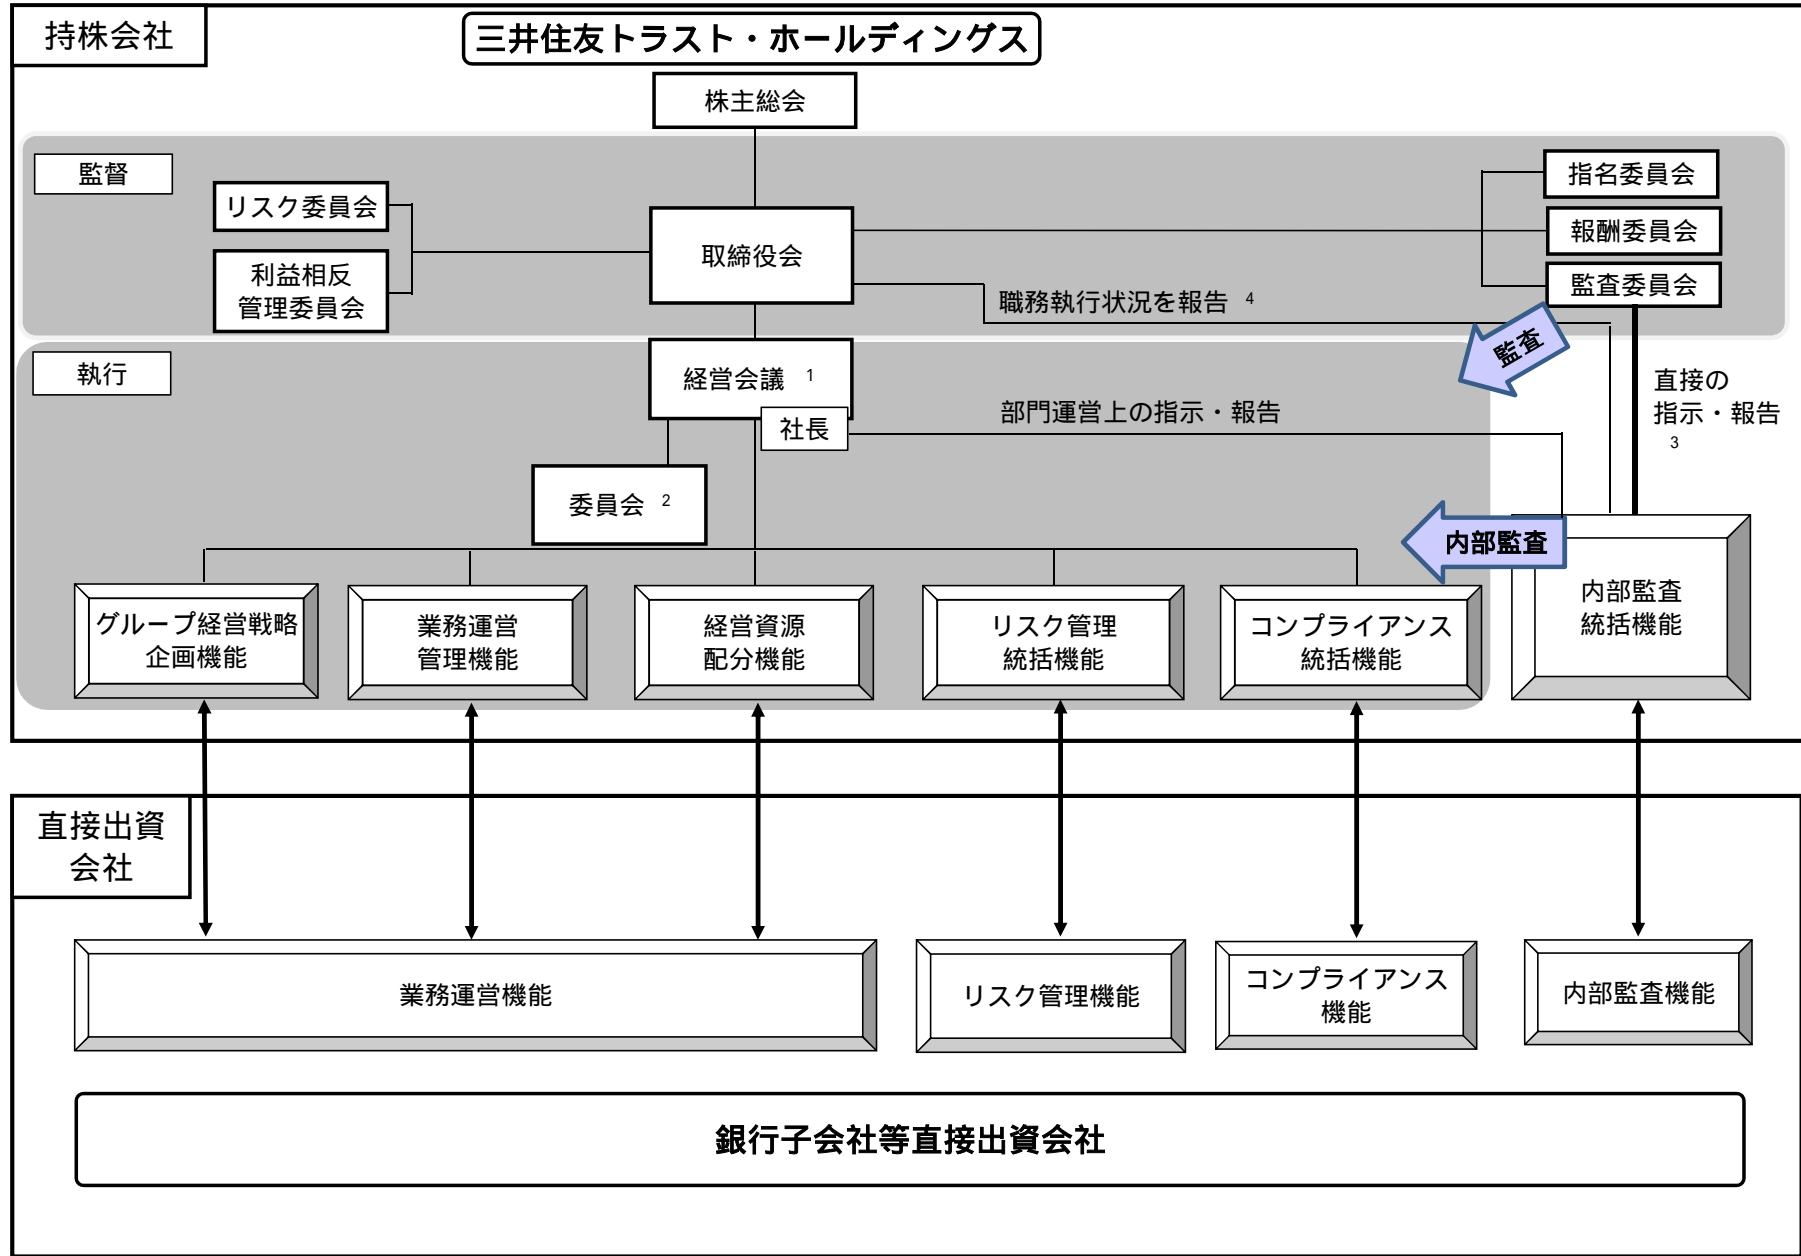 持株会社
三井住友トラスト・ホールディングス
株主総会
監督
リスク委員会
利益相反
管理委員会
取締役会
指名委員会
報酬委員会
監査委員会
職務執行状況を報告 4
監査
執行
経営会議 1
社長
部門運営上の指示・報告
直接の
指示・報告
3
委員会 2
内部監査
グループ経営戦略
企画機能
業務運営
管理機能
経営資源
配分機能
リスク管理
統括機能
コンプライアンス
統括機能
内部監査
統括機能
直接出資
会社
業務運営機能
リスク管理機能
コンプライアンス
機能
内部監査機能
銀行子会社等直接出資会社